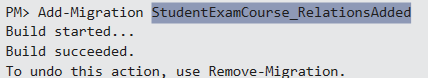 PM> Add-Migration StudentExamCourse_RelationsAdded
Build started...
Build succeeded.
To undo this action, use Remove-Migration.